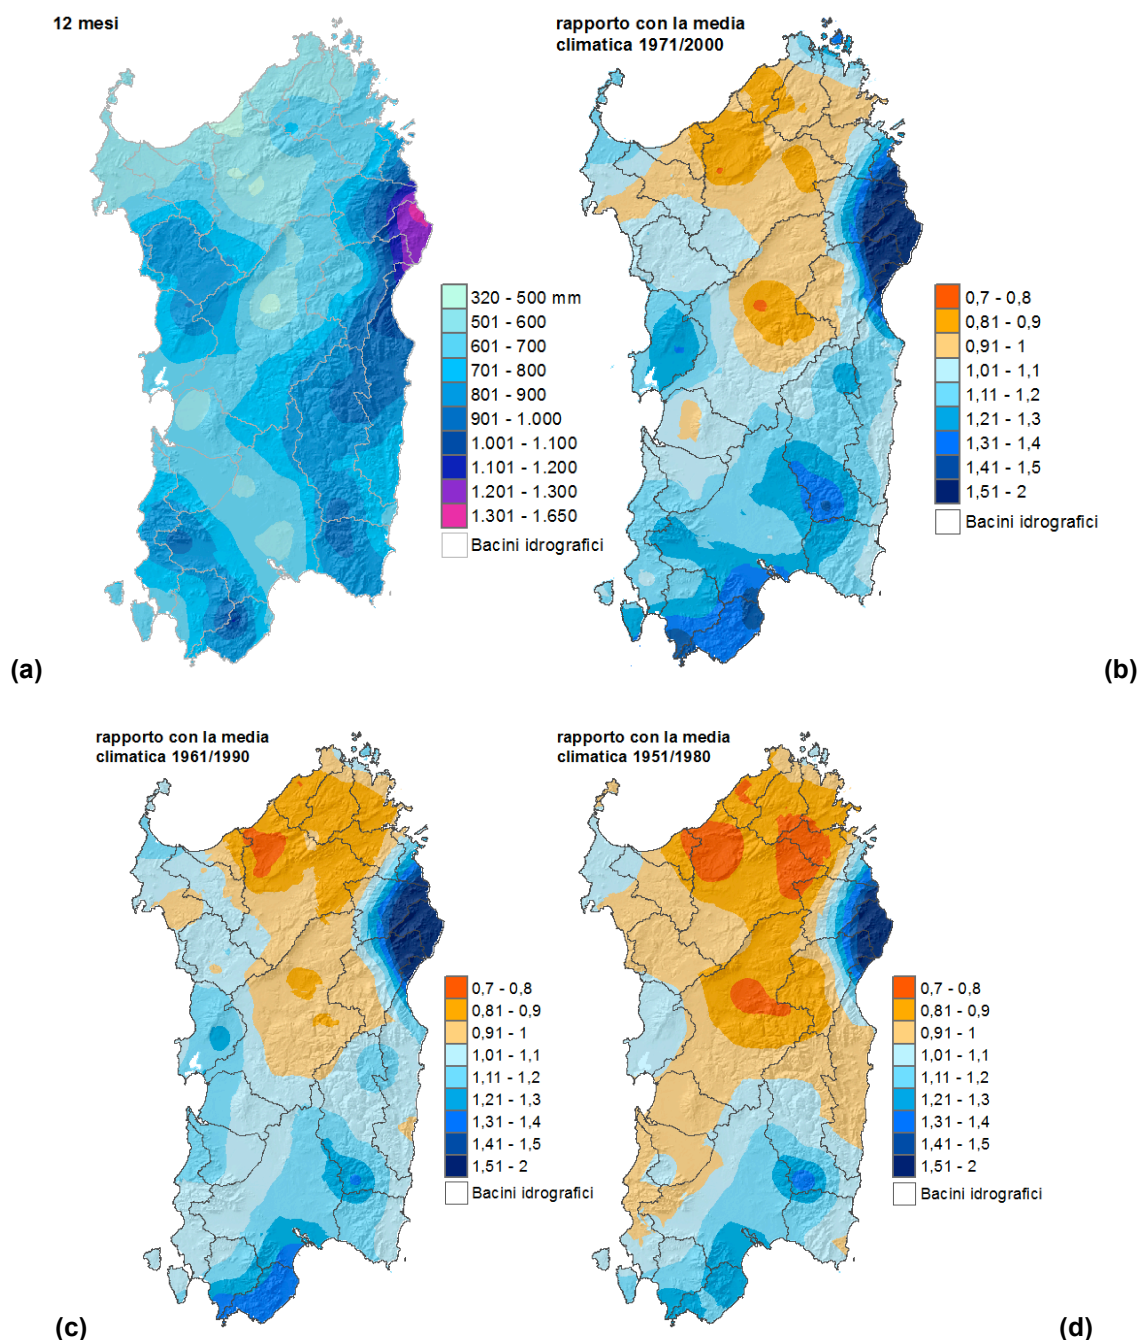 12 mesi
320 - 500 mm
501 - 600
601 - 700
701 - 800
801 - 900
901 - 1.000
1.001 - 1.100
1.101 - 1.200
1.201 - 1.300
1.301 - 1.650
Bacini idrografici
(a)
rapporto con la media
climatica 1971/2000
0,7 - 0,8
0,81 - 0,9
0,91 - 1
1,01 - 1,1
1,11 - 1,2
1,21 - 1,3
1,31 - 1,4
1,41 - 1,5
1,51 - 2
Bacini idrografici
(b)
rapporto con la media
climatica 1961/1990
0,7 - 0,8
0,81 - 0,9
0,91 - 1
1,01 - 1,1
1,11 - 1,2
1,21 - 1,3
1,31 - 1,4
1,41 - 1,5
1,51 - 2
Bacini idrografici
(c)
rapporto con la media
climatica 1951/1980
0,7 - 0,8
0,81 - 0,9
0,91 - 1
1,01 - 1,1
1,11 - 1,2
1,21 - 1,3
1,31 - 1,4
1,41 - 1,5
1,51 - 2
Bacini idrografici
(d)